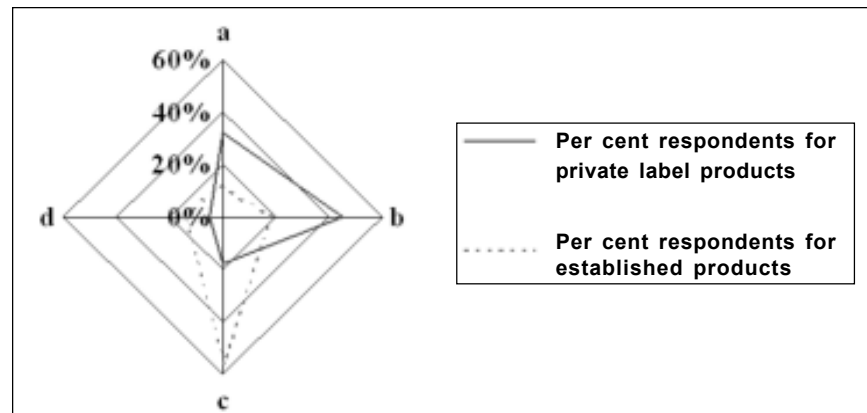 a
60%
40%
20%
d 0% b
c
Per cent respondents for
private label products
Per cent respondents for
established products